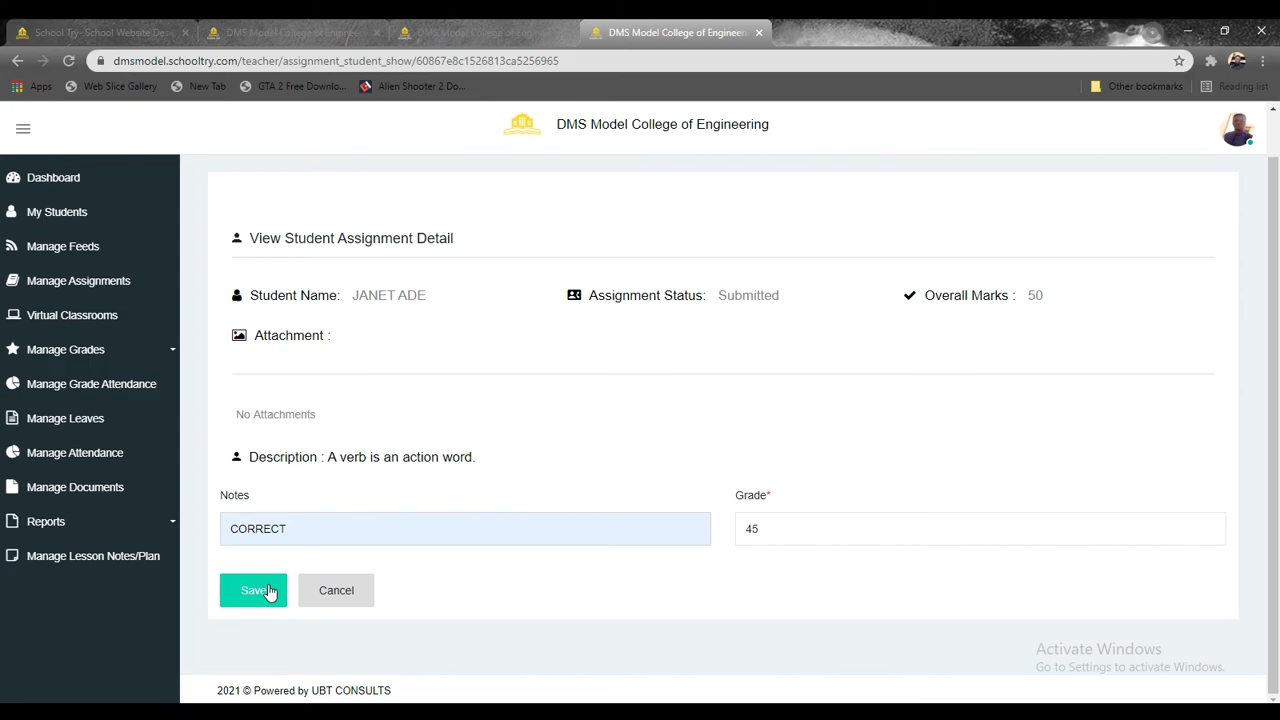 School Try- School Website:Des
DMS Model College of Engineeri
DMS Model College of Engineeri
DMS Model College of Engineerin
dmsmodel.schooltry.com/teacher/assignment_student_show/60867e8c1526813ca5256965
Apps Web Slice Gallery New Tab GTA 2 Free Downlo... Alien Shooter 2 Do... Other bookmarks Reading list
DMS Model College of Engineering
Dashboard
My Students
Manage Feeds
Manage Assignments
Virtual Classrooms
Manage Grades
Manage Grade Attendance
Manage Leaves
Manage Attendance
Manage Documents
Reports
Manage Lesson Notes/Plan
View Student Assignment Detail
Student Name: JANET ADE Assignment Status: Submitted Overall Marks : 50
Attachment :
No Attachments
Description : A verb is an action word.
Notes Grade*
CORRECT 45
Save Cancel
Activate Windows
Go to Settings to activate Windows.
2021 © Powered by UBT CONSULTS